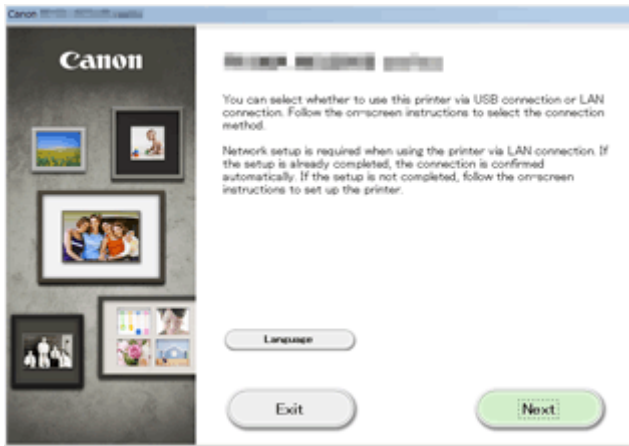 Canon
Canon
You can select whether to use this printer via USB connection or LAN
connection. Follow the on-screen instructions to select the connection
method.
Network setup is required when using the printer via LAN connection. If
the setup is already completed, the connection is confirmed
automatically. If the setup is not completed, follow the on-screen
instructions to set up the printer.
Language
Exit
Next